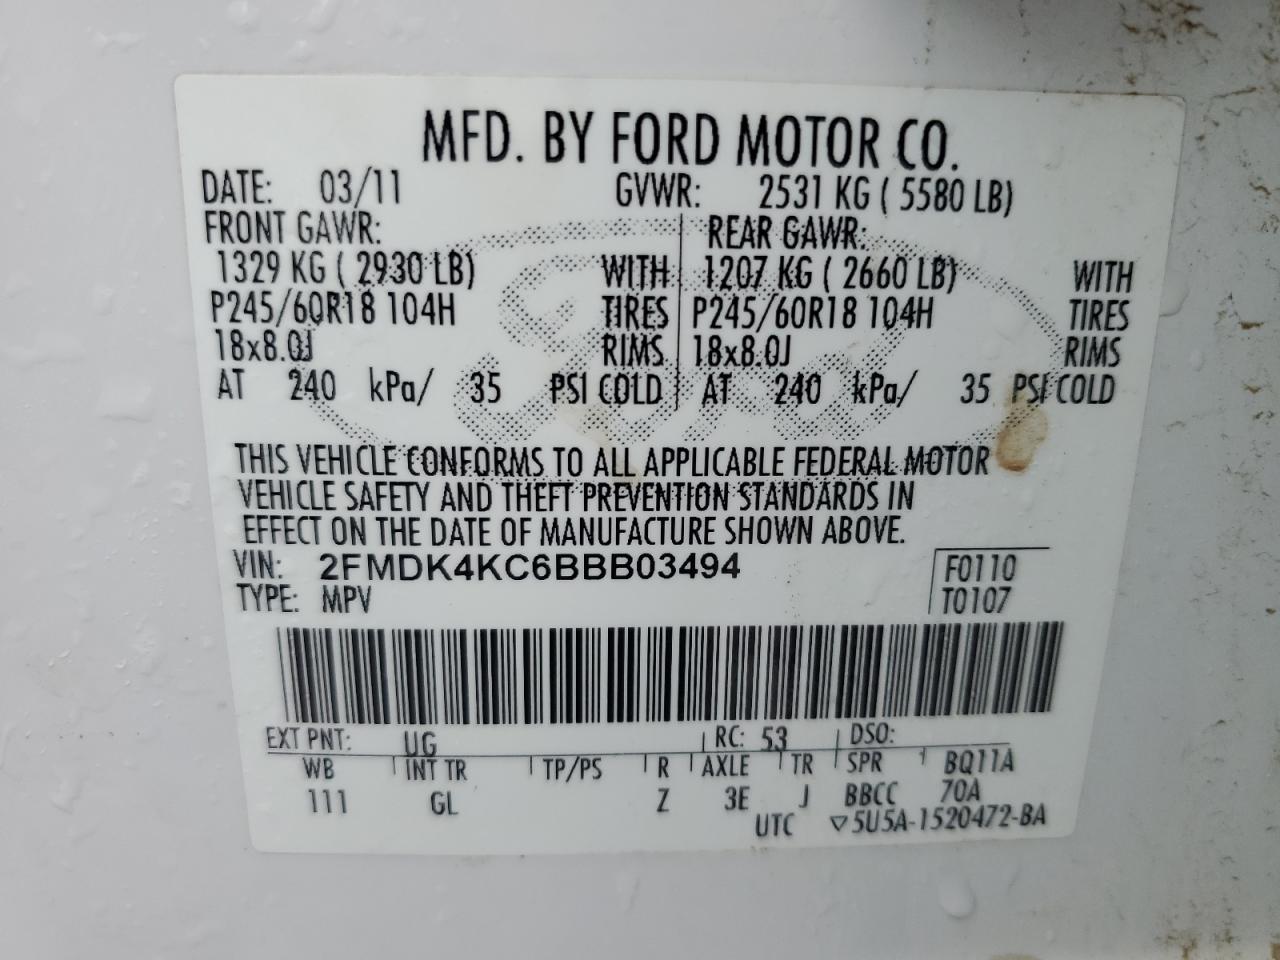 MFD. BY FORD MOTOR CO.
DATE: 03/11 GVWR: 2531 KG ( 5580 LB)
FRONT GAWR: REAR GAWR:
1329 KG ( 2930 LB) WITH 1207 KG ( 2660 LB) WITH
P245/60R18 104H TIRES P245/60R18 104H TIRES
18x8.0J RIMS 18x8.0J RIMS
AT 240 kPa/ 35 PSI COLD AT 240 kPa/ 35 PSI COLD
Ford
THIS VEHICLE CONFORMS TO ALL APPLICABLE FEDERAL MOTOR
VEHICLE SAFETY AND THEFT PREVENTION STANDARDS IN
EFFECT ON THE DATE OF MANUFACTURE SHOWN ABOVE.
VIN: 2FMDK4KC6BBB03494 F0110
TYPE: MPV T0107
EXT PNT: UG RC: 53 DSO:
WB INT TR TP/PS R AXLE TR SPR BQ11A
111 GL Z 3E J BBCC 70A
UTC ▽5U5A-1520472-BA